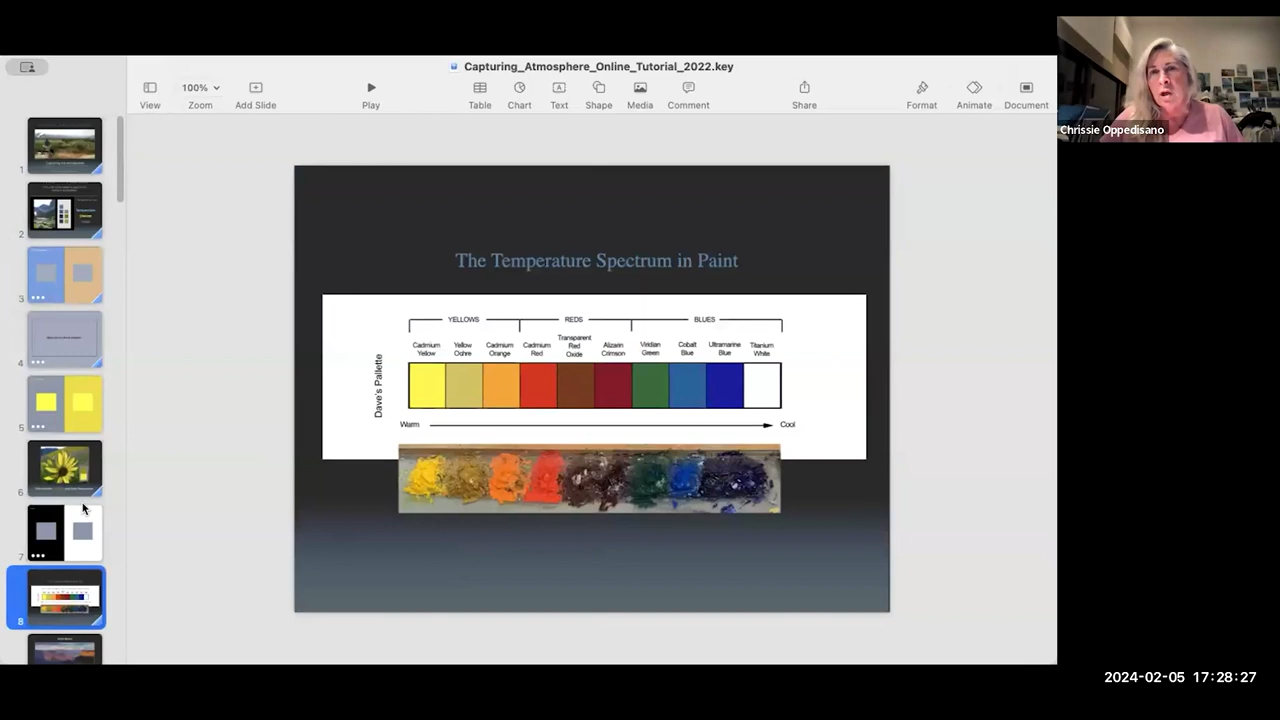 Capturing_Atmosphere_Online_Tutorial_2022.key
View
100%
Zoom
Add Slide
Play
Table
Chart
Text
Shape
Media
Comment
Share
Format
Animate
Document
Chrissie Oppedisano
1
2
3
4
5
6
7
8
The Temperature Spectrum in Paint
YELLOWS REDS BLUES
Cadmium Yellow
Yellow Ochre
Cadmium Orange
Cadmium Red
Transparent Red Oxide
Alizarin Crimson
Viridian Green
Cobalt Blue
Ultramarine Blue
Titanium White
Dave's Pallette
Warm Cool
2024-02-05 17:28:27